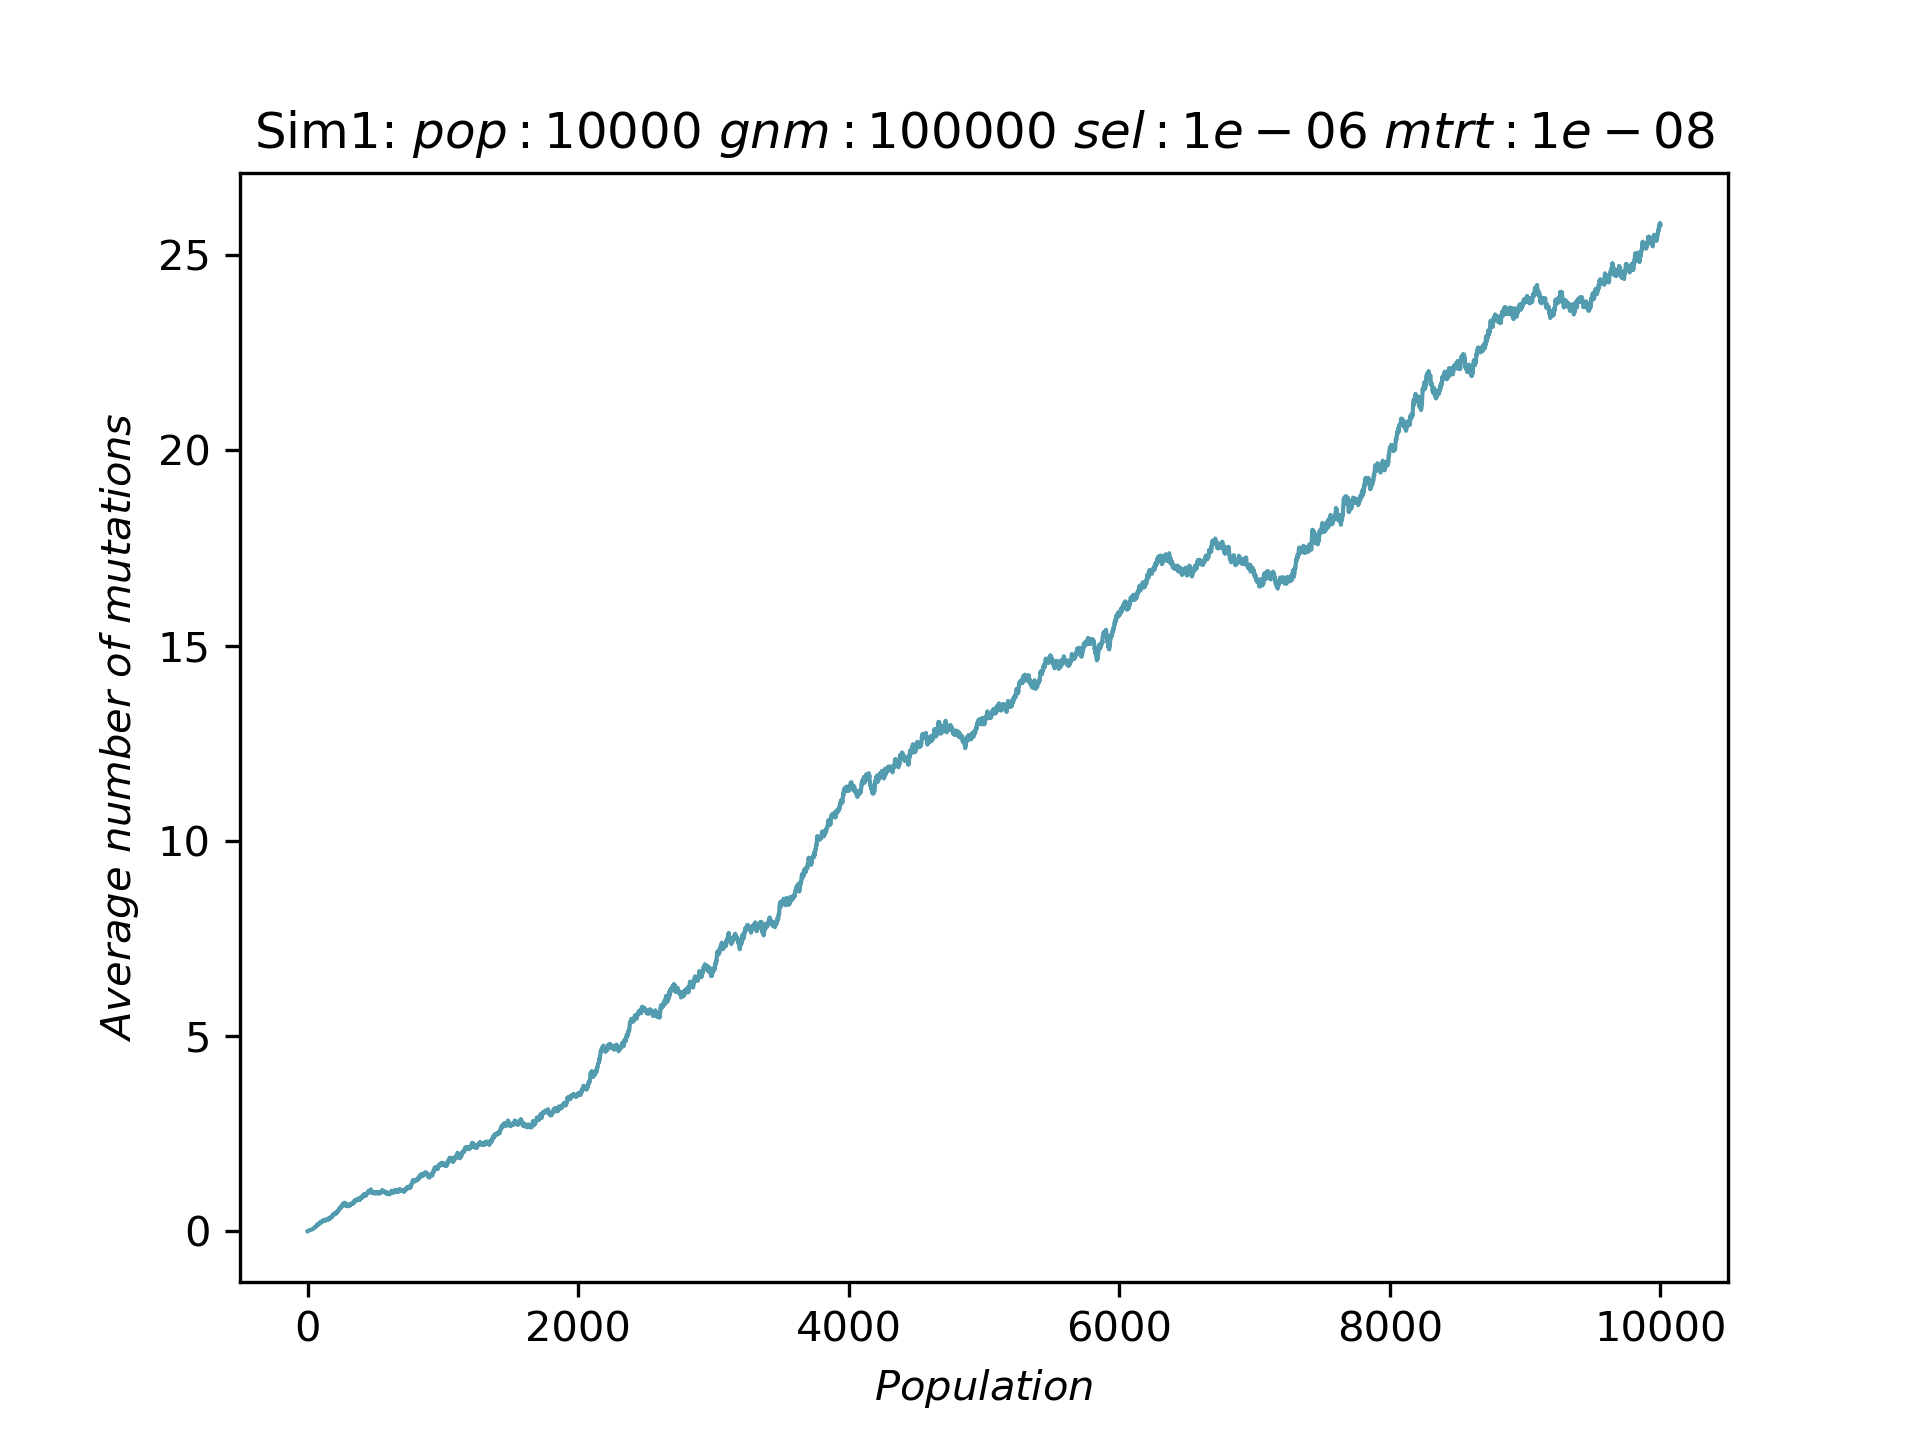 Sim1: pop : 10000 gnm : 100000 sel : 1e − 06 mtrt : 1e − 08
25
20
15
10
5
0
Average number of mutations
0 2000 4000 6000 8000 10000
Population